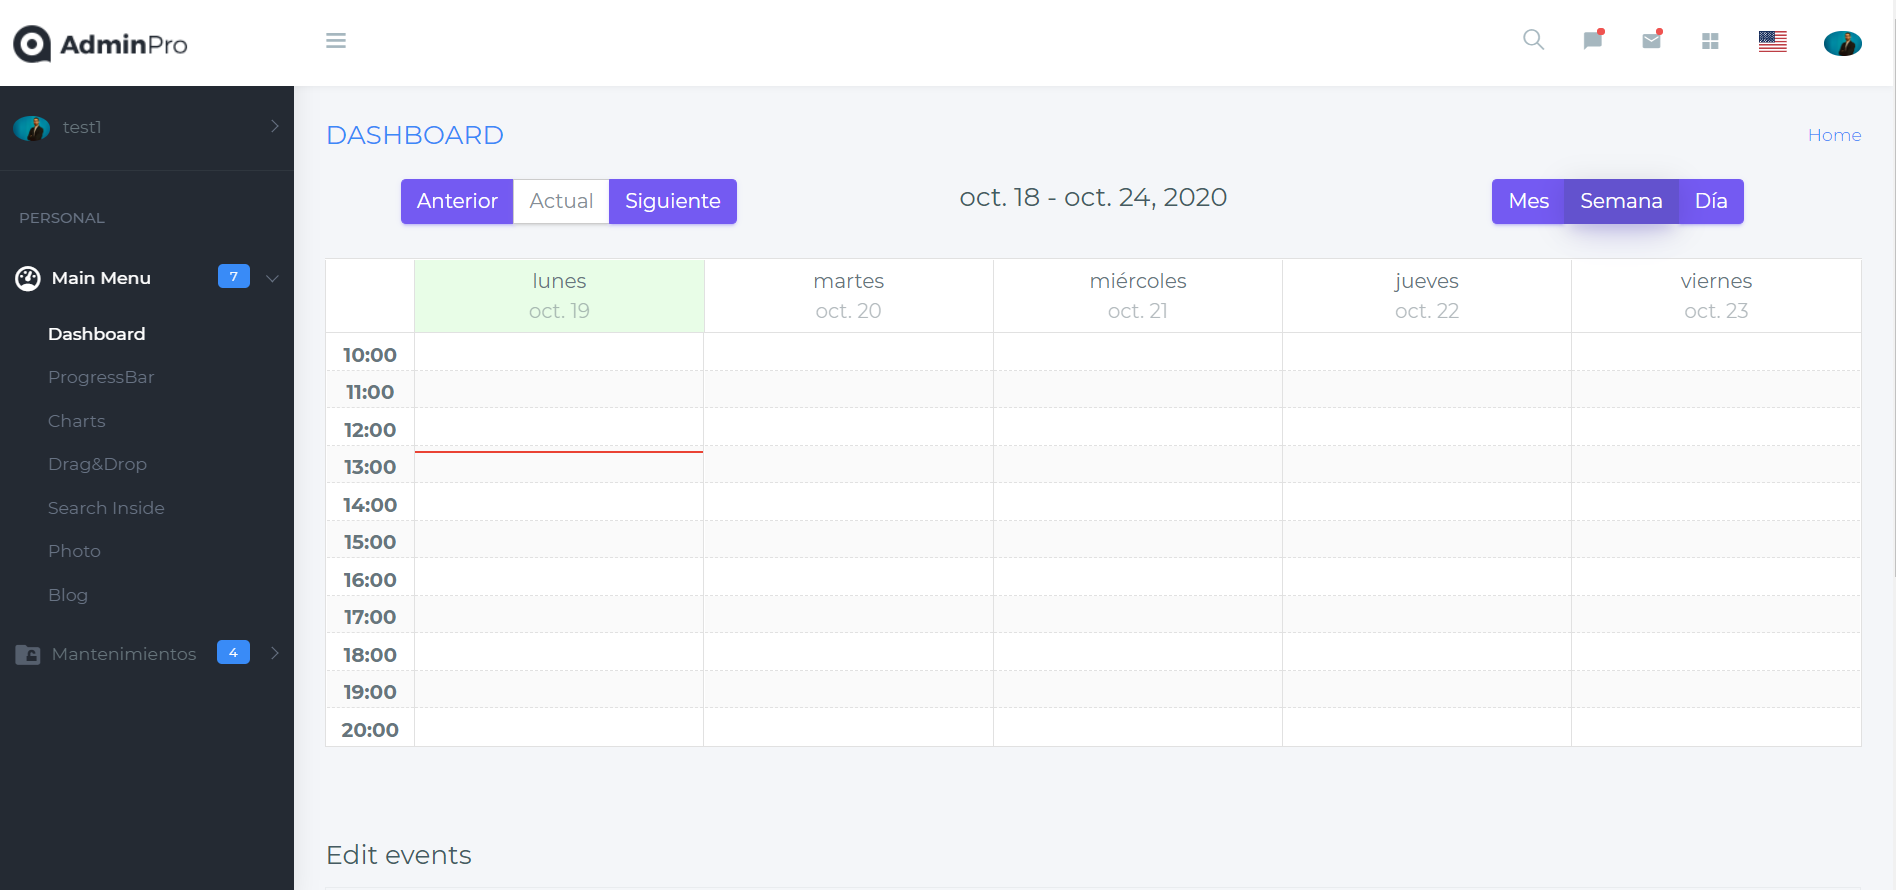 AdminPro
test1
PERSONAL
Main Menu 7
Dashboard
ProgressBar
Charts
Drag&Drop
Search Inside
Photo
Blog
Mantenimientos 4
DASHBOARD
Home
Anterior Actual Siguiente
oct. 18 - oct. 24, 2020
Mes Semana Día
lunes martes miércoles jueves viernes
oct. 19 oct. 20 oct. 21 oct. 22 oct. 23
10:00
11:00
12:00
13:00
14:00
15:00
16:00
17:00
18:00
19:00
20:00
Edit events